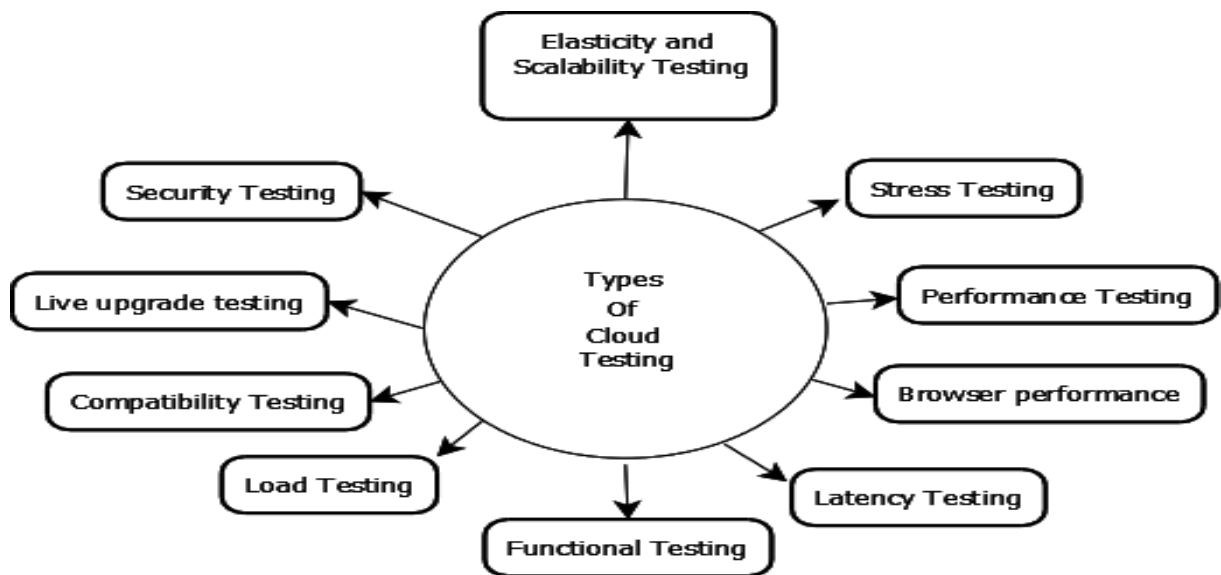 Elasticity and
Scalability Testing
Security Testing
Stress Testing
Live upgrade testing
Types
Of
Cloud
Testing
Performance Testing
Compatibility Testing
Browser performance
Load Testing
Latency Testing
Functional Testing